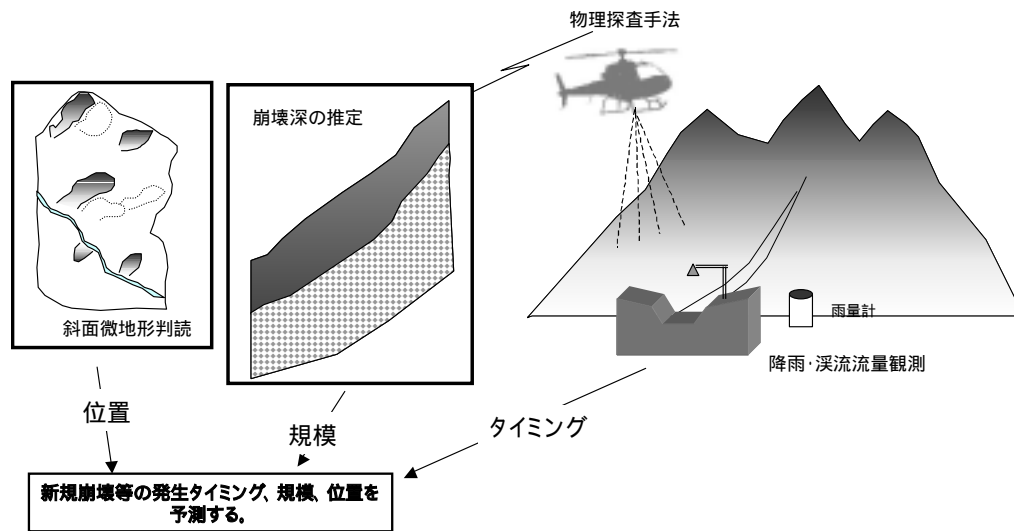 物理探査手法
崩壊深の推定
斜面微地形判読
雨量計
降雨・渓流流量観測
位置
規模
タイミング
新規崩壊等の発生タイミング、規模、位置を
予測する。